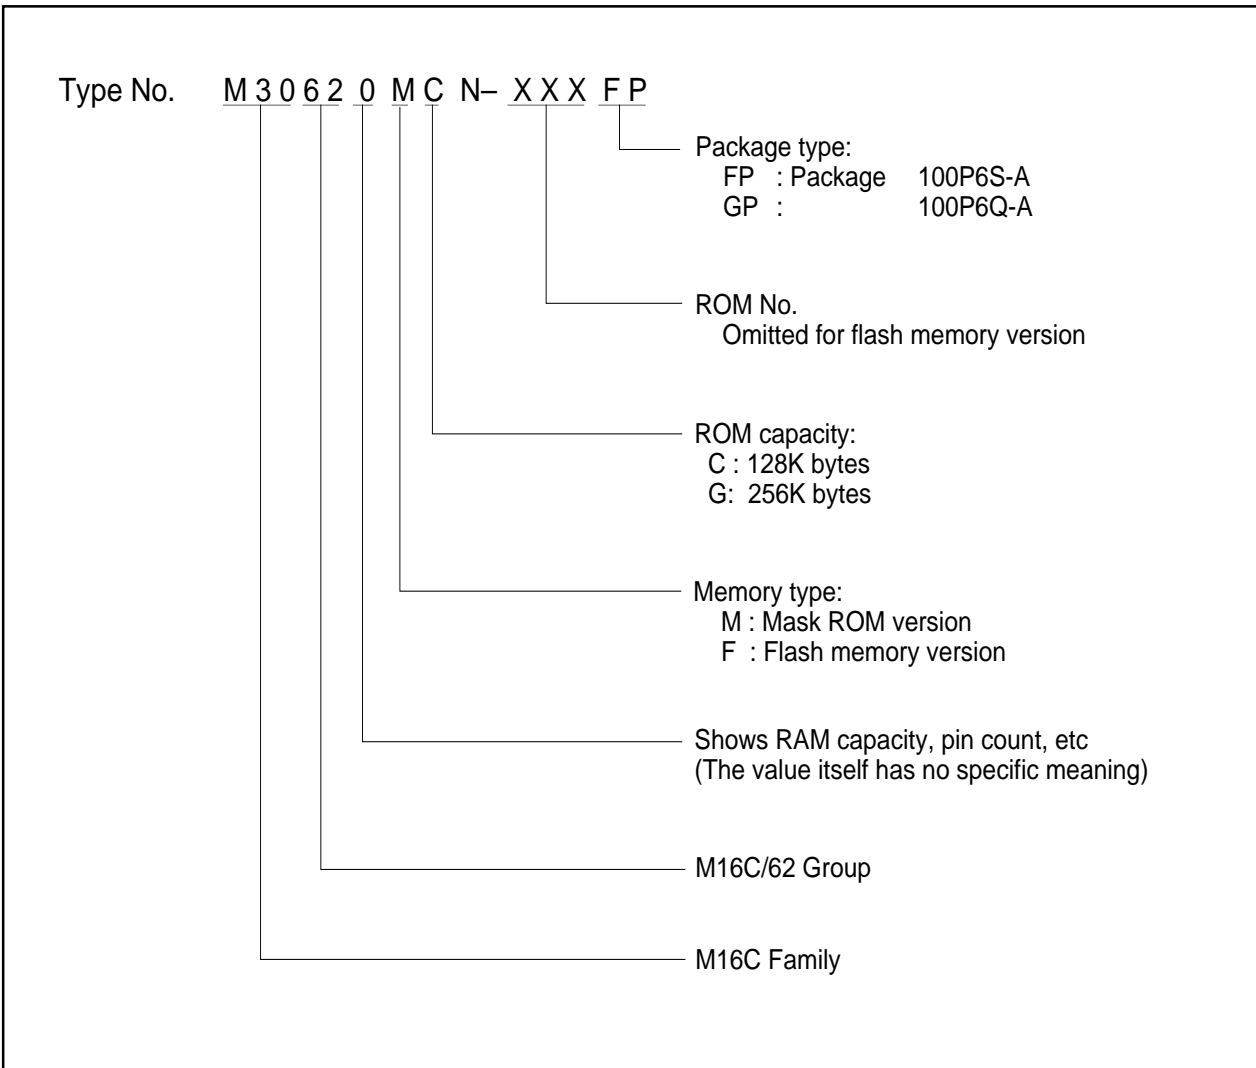 Type No. M 3 0 6 2 0 M C N– X X X F P
Package type:
FP : Package 100P6S-A
GP : 100P6Q-A
ROM No.
Omitted for flash memory version
ROM capacity:
C : 128K bytes
G: 256K bytes
Memory type:
M : Mask ROM version
F : Flash memory version
Shows RAM capacity, pin count, etc
(The value itself has no specific meaning)
M16C/62 Group
M16C Family